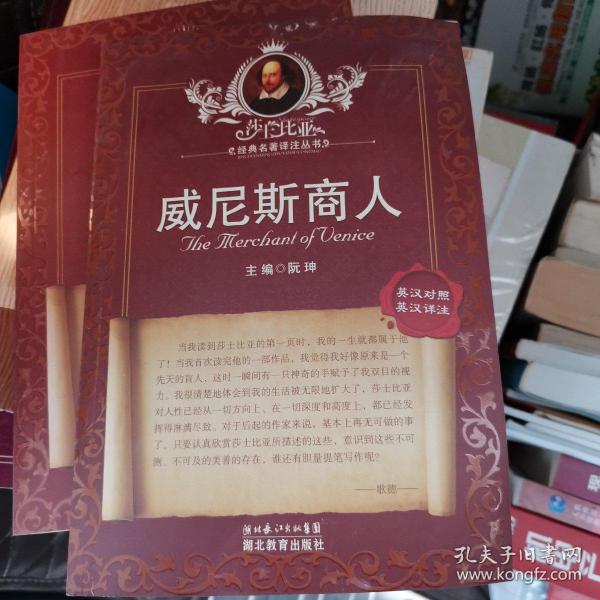 莎士比亚
经典名著译注丛书
威尼斯商人
The Merchant of Venice
主编◎阮珅
英汉对照
英汉详注
当我读到莎士比亚的第一页时，我的一生就都属于他
了！当我首次读完他的一部作品，我觉得我好像原来是一个
先天的盲人，这时一瞬间有一只神奇的手赋予了我双目的视
力。我很清楚地体会到我的生活被无限地扩大了，莎士比亚
对人性已经从一切方向上、在一切深度和高度上，都已经发
挥得淋漓尽致。对于后起的作家来说，基本上再无可做的事
了。只要认真欣赏莎士比亚所描述的这些，意识到这些不可
测、不可及的美善的存在，谁还有胆量提笔写作呢？
——歌德——
湖北长江出版集团
湖北教育出版社
孔夫子旧书网
www.kongfz.com